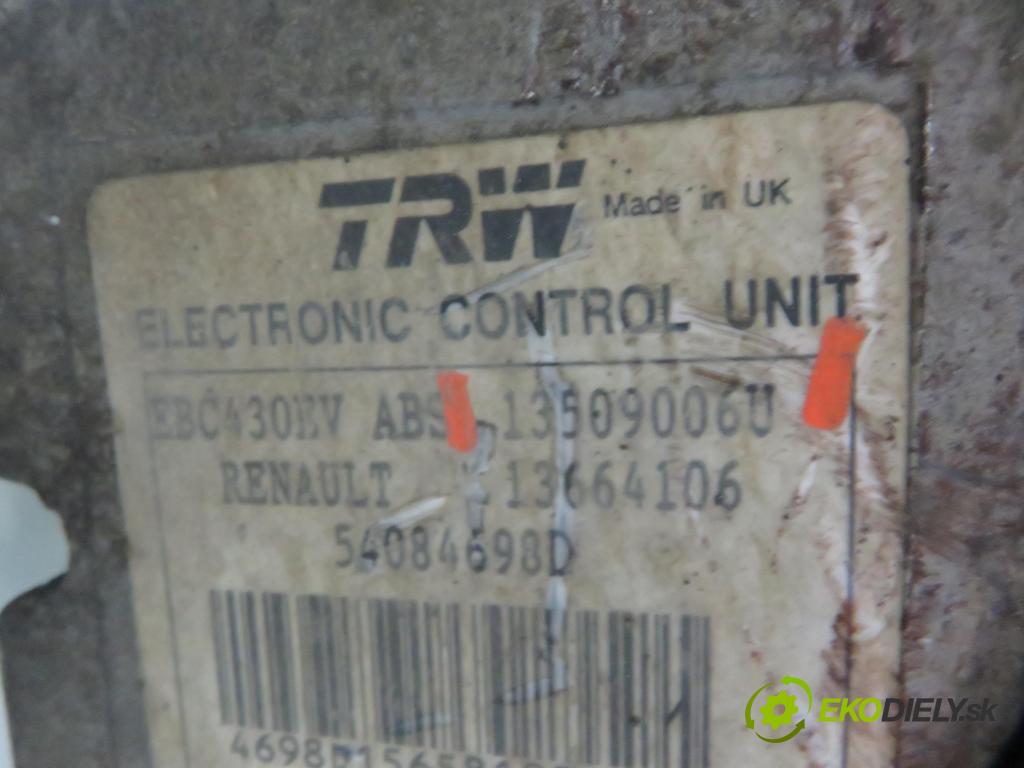 TRW Made in UK
ELECTRONIC CONTROL UNIT
EBC430EV ABS 13509006U
RENAULT 13664106
54084698D
EKODIELY.sk